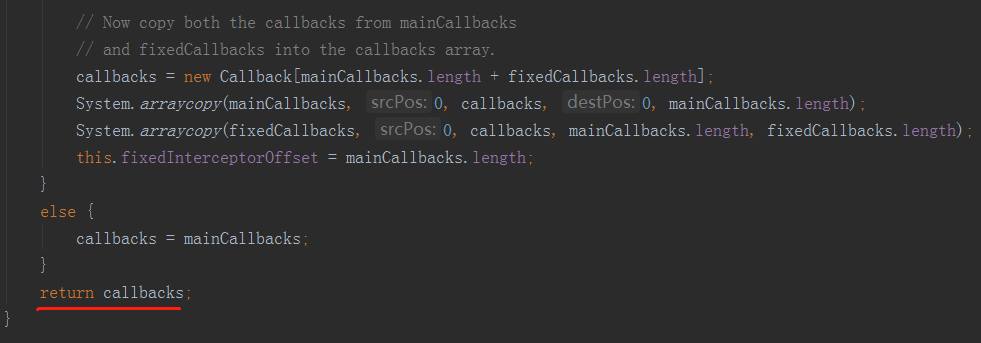 // Now copy both the callbacks from mainCallbacks
// and fixedCallbacks into the callbacks array.
callbacks = new Callback[mainCallbacks.length + fixedCallbacks.length];
System.arraycopy(mainCallbacks, srcPos: 0, callbacks, destPos: 0, mainCallbacks.length);
System.arraycopy(fixedCallbacks, srcPos: 0, callbacks, mainCallbacks.length, fixedCallbacks.length);
this.fixedInterceptorOffset = mainCallbacks.length;
}
else {
callbacks = mainCallbacks;
}
return callbacks;
}